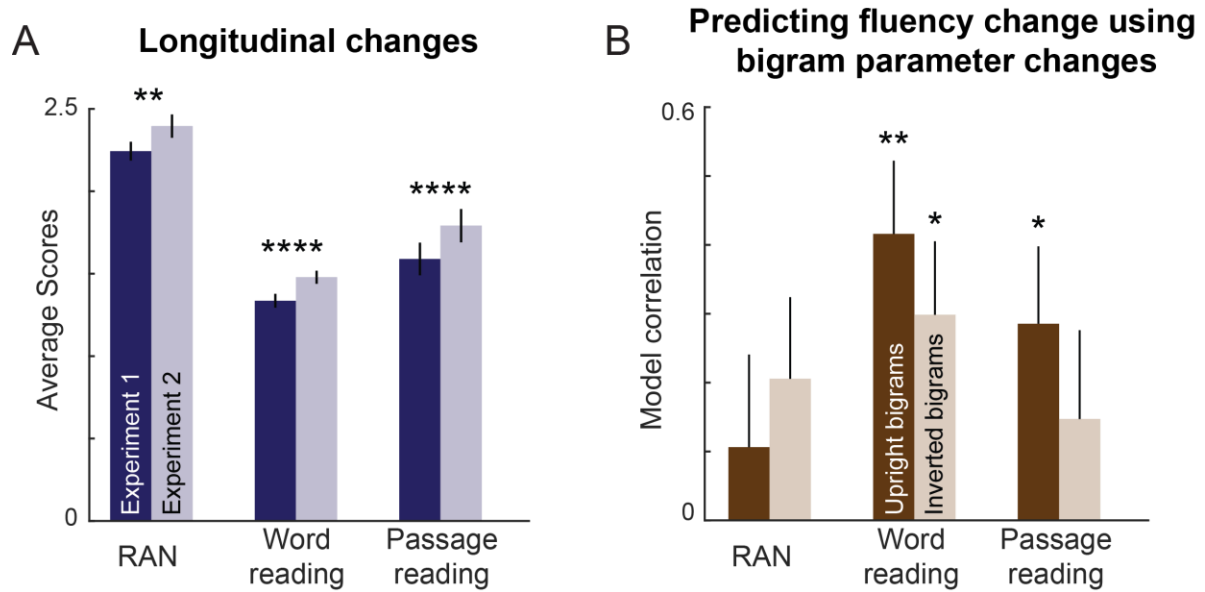 A
Longitudinal changes
2.5
**
****
****
Average Scores
Experiment 1
Experiment 2
0
RAN
Word
reading
Passage
reading
B
Predicting fluency change using
bigram parameter changes
0.6
**
*
*
Model correlation
Upright bigrams
Inverted bigrams
0
RAN
Word
reading
Passage
reading